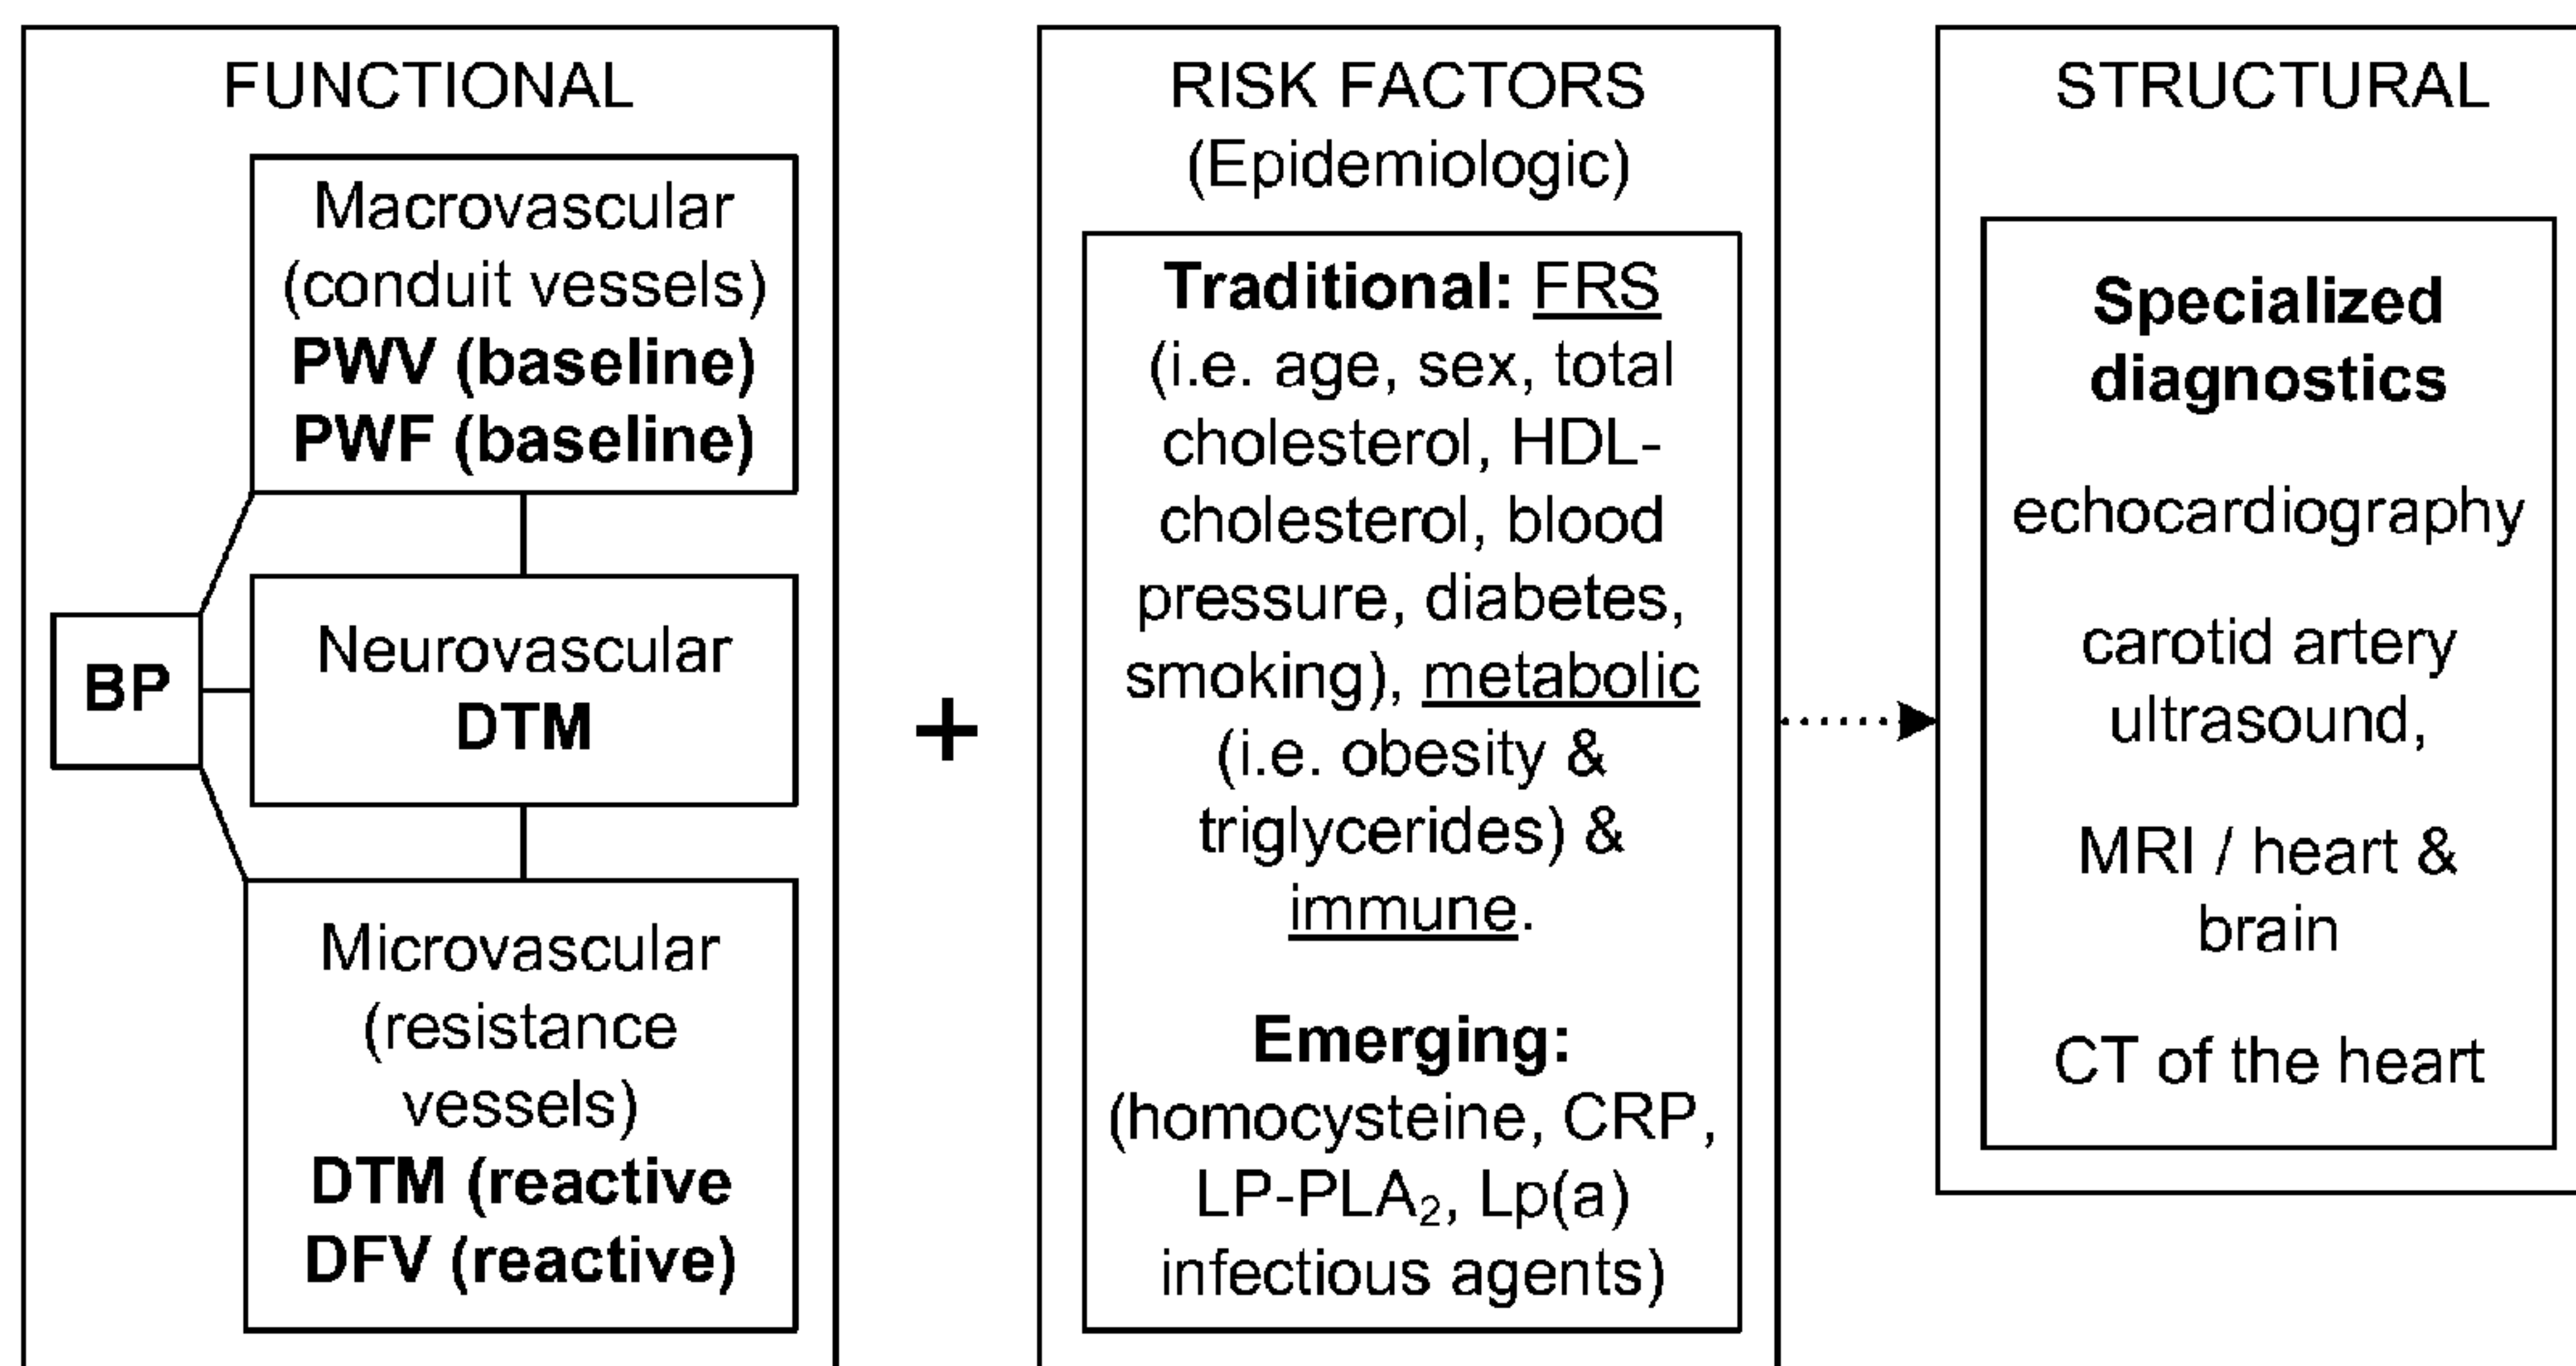 FUNCTIONAL
Macrovascular
(conduit vessels)
PWV (baseline)
PWF (baseline)
BP
Neurovascular
DTM
Microvascular
(resistance
vessels)
DTM (reactive
DFV (reactive)
+
RISK FACTORS
(Epidemiologic)
Traditional: FRS
(i.e. age, sex, total
cholesterol, HDL-
cholesterol, blood
pressure, diabetes,
smoking), metabolic
(i.e. obesity &
triglycerides) &
immune.
Emerging:
(homocysteine, CRP,
LP-PLA₂, Lp(a)
infectious agents)
STRUCTURAL
Specialized
diagnostics
echocardiography
carotid artery
ultrasound,
MRI / heart &
brain
CT of the heart